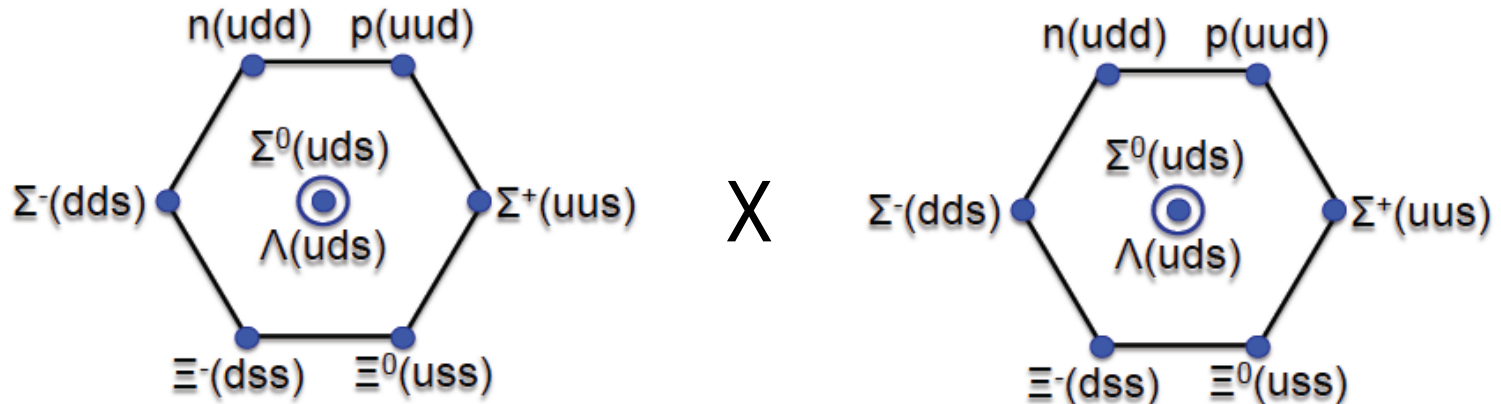 n(udd) p(uud)
Σ⁰(uds)
Σ⁻(dds)
Σ⁺(uus)
Λ(uds)
Ξ⁻(dss) Ξ⁰(uss)
X
n(udd) p(uud)
Σ⁰(uds)
Σ⁻(dds)
Σ⁺(uus)
Λ(uds)
Ξ⁻(dss) Ξ⁰(uss)